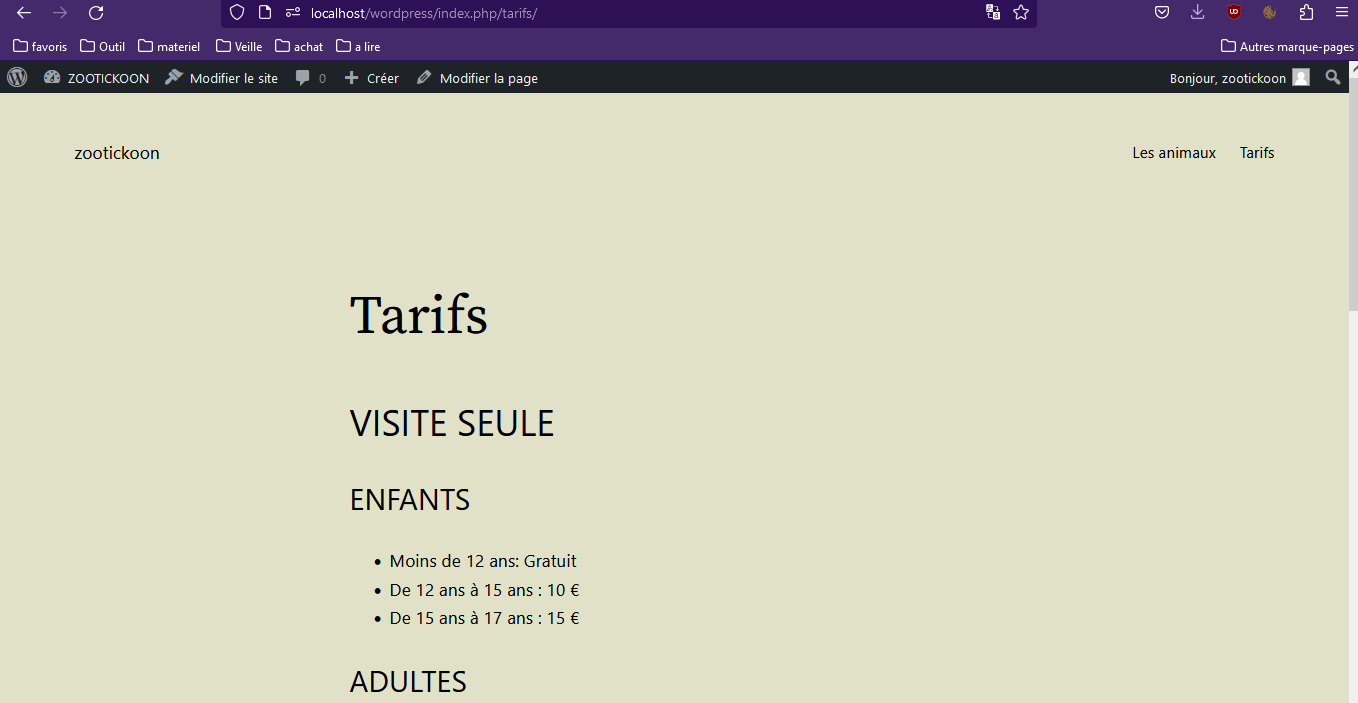 localhost/wordpress/index.php/tarifs/
favoris Outil materiel Veille achat a lire Autres marque-pages
ZOOTICKOON Modifier le site 0 Créer Modifier la page Bonjour, zootickoon
zootickoon Les animaux Tarifs
Tarifs
VISITE SEULE
ENFANTS
Moins de 12 ans: Gratuit
De 12 ans à 15 ans : 10 €
De 15 ans à 17 ans : 15 €
ADULTES